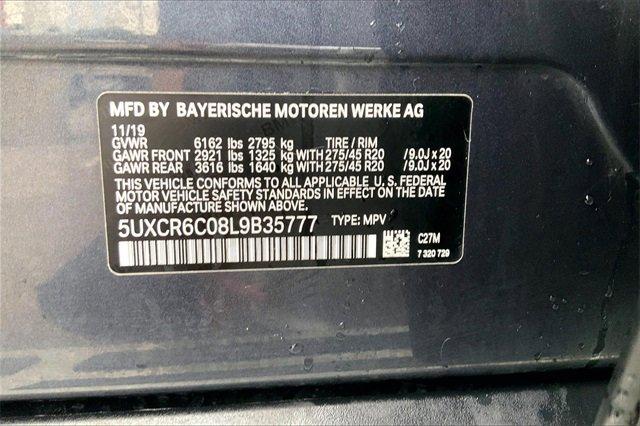 MFD BY BAYERISCHE MOTOREN WERKE AG
11/19
GVWR 6162 lbs 2795 kg TIRE / RIM
GAWR FRONT 2921 lbs 1325 kg WITH 275/45 R20 /9.0J x 20
GAWR REAR 3616 lbs 1640 kg WITH 275/45 R20 /9.0J x 20
THIS VEHICLE CONFORMS TO ALL APPLICABLE U. S. FEDERAL
MOTOR VEHICLE SAFETY STANDARDS IN EFFECT ON THE DATE
OF MANUFACTURE SHOWN ABOVE.
5UXCR6C08L9B35777 TYPE: MPV
C27M
7 320 729